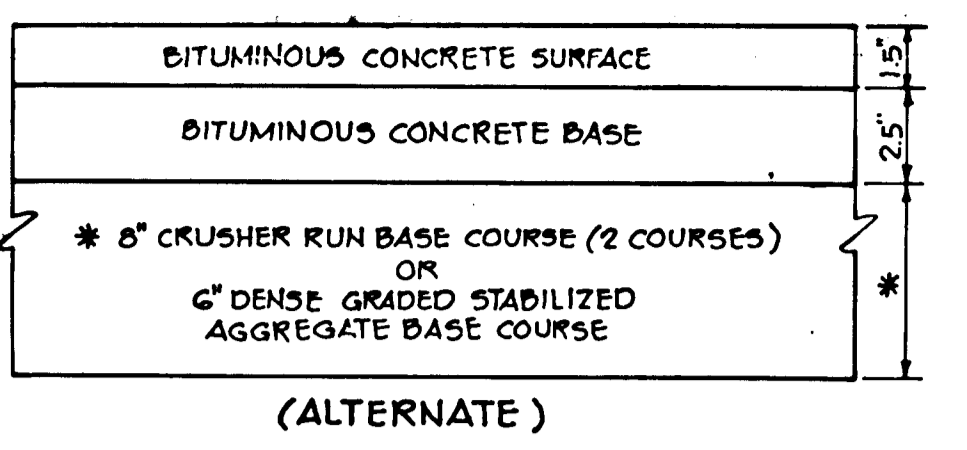 BITUMINOUS CONCRETE SURFACE
1.5"
BITUMINOUS CONCRETE BASE
2.5"
* 8" CRUSHER RUN BASE COURSE (2 COURSES)
OR
6" DENSE GRADED STABILIZED
AGGREGATE BASE COURSE
*
(ALTERNATE)